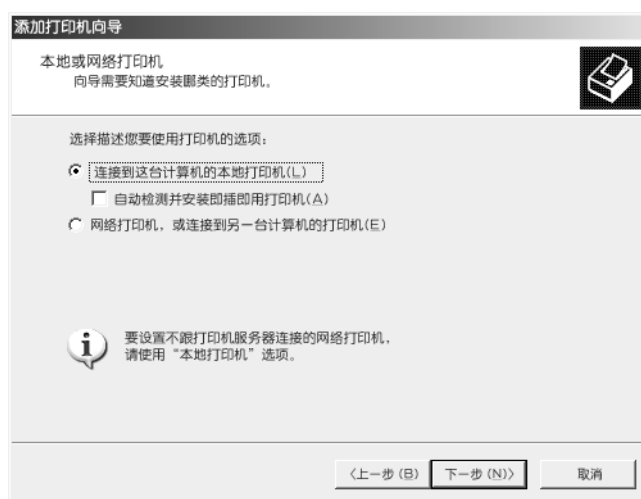 添加打印机向导
本地或网络打印机
向导需要知道安装哪类的打印机。
选择描述您要使用打印机的选项：
连接到这台计算机的本地打印机(L)
自动检测并安装即插即用打印机(A)
网络打印机，或连接到另一台计算机的打印机(E)
要设置不跟打印机服务器连接的网络打印机，
请使用“本地打印机”选项。
〈上一步 (B)
下一步 (N)〉
取消